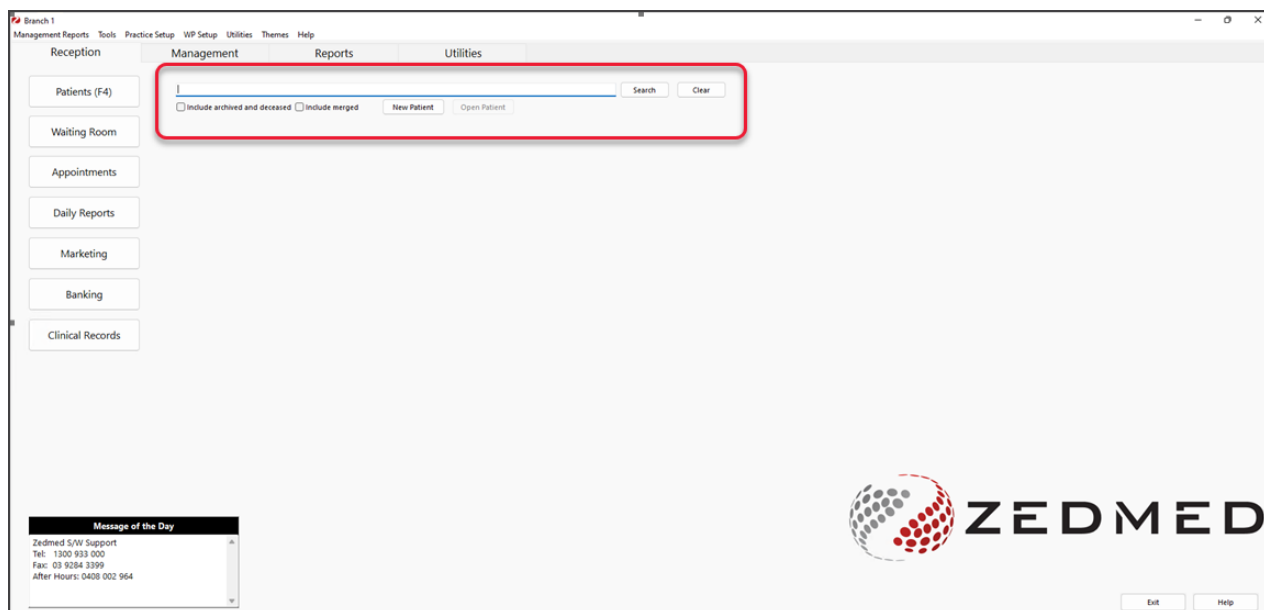 Branch 1
Management Reports Tools Practice Setup WP Setup Utilities Themes Help
Reception Management Reports Utilities
Patients (F4)
Search Clear
Include archived and deceased Include merged New Patient Open Patient
Waiting Room
Appointments
Daily Reports
Marketing
Banking
Clinical Records
ZEDMED
Message of the Day
Zedmed S/W Support
Tel: 1300 933 000
Fax: 03 9284 3399
After Hours: 0408 002 964
Exit Help